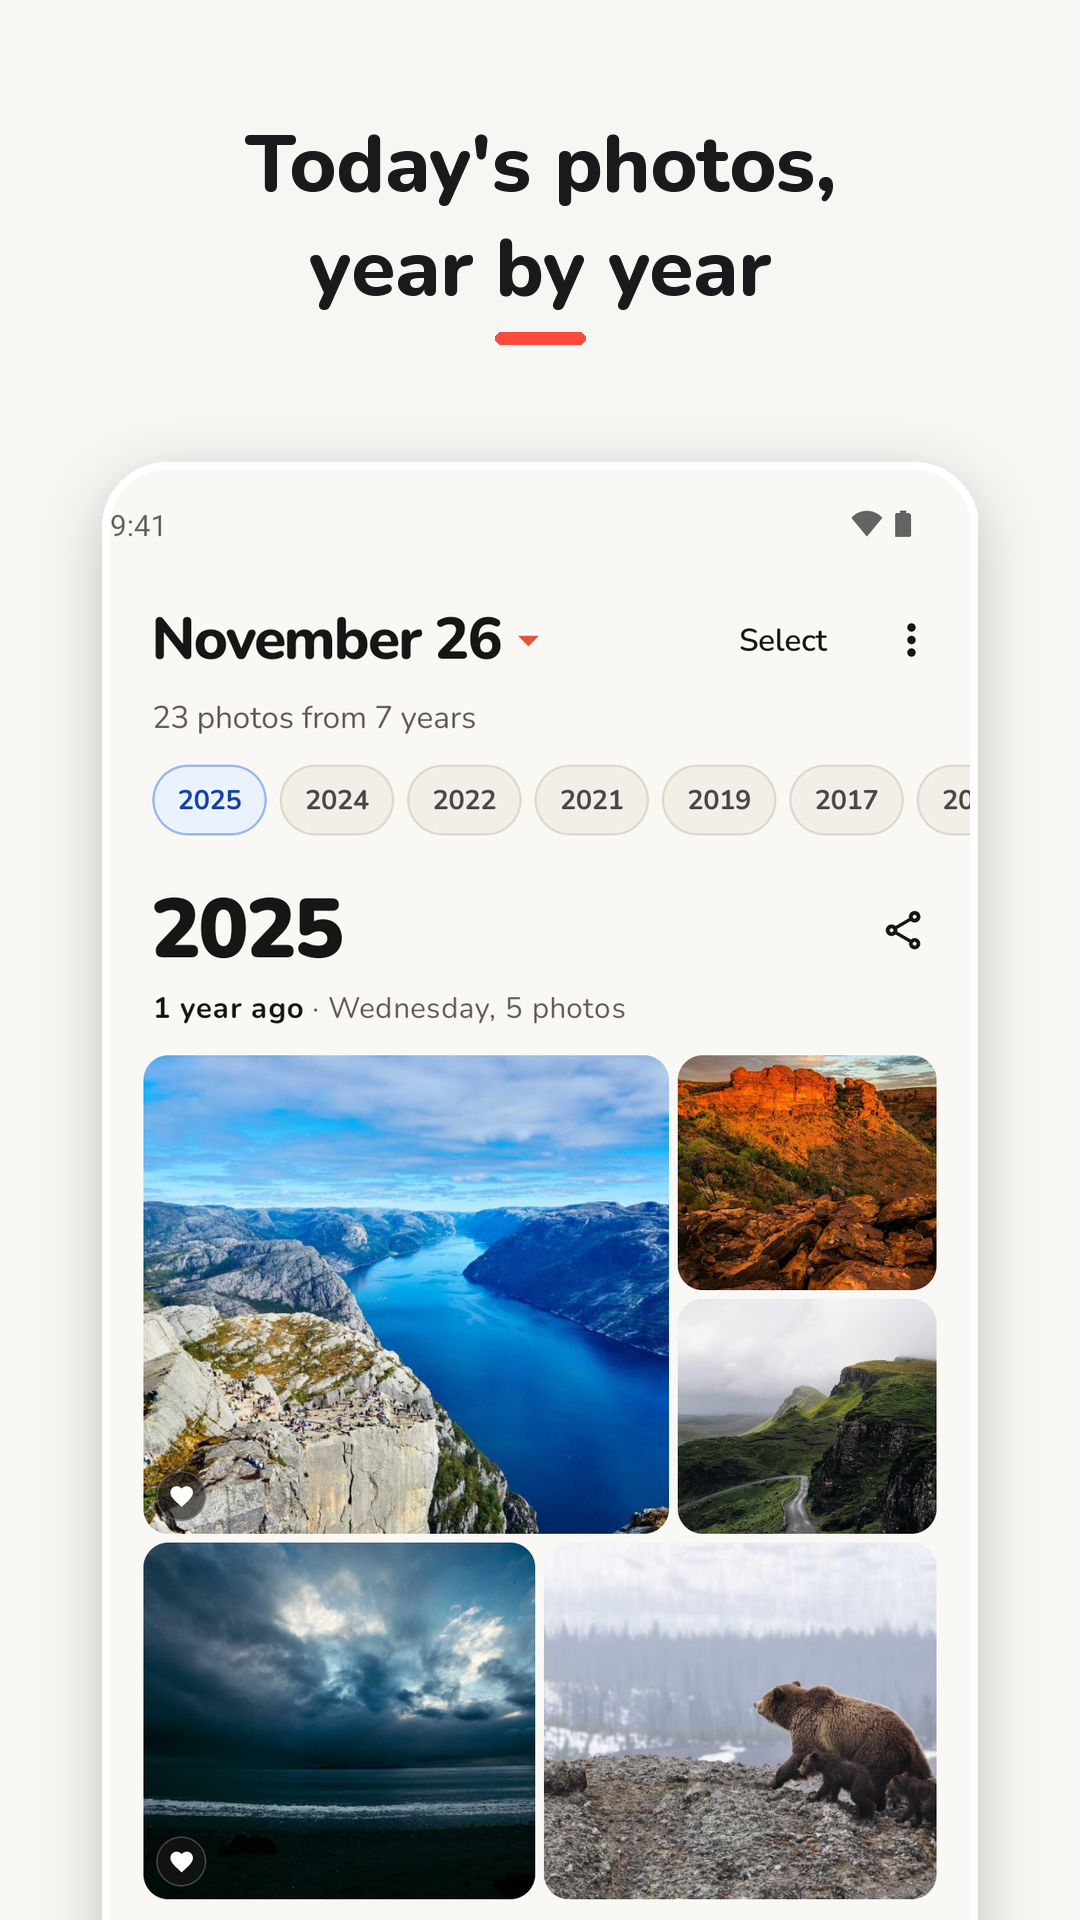 Today's photos,
year by year
9:41
November 26
Select
23 photos from 7 years
2025 2024 2022 2021 2019 2017 20
2025
1 year ago · Wednesday, 5 photos